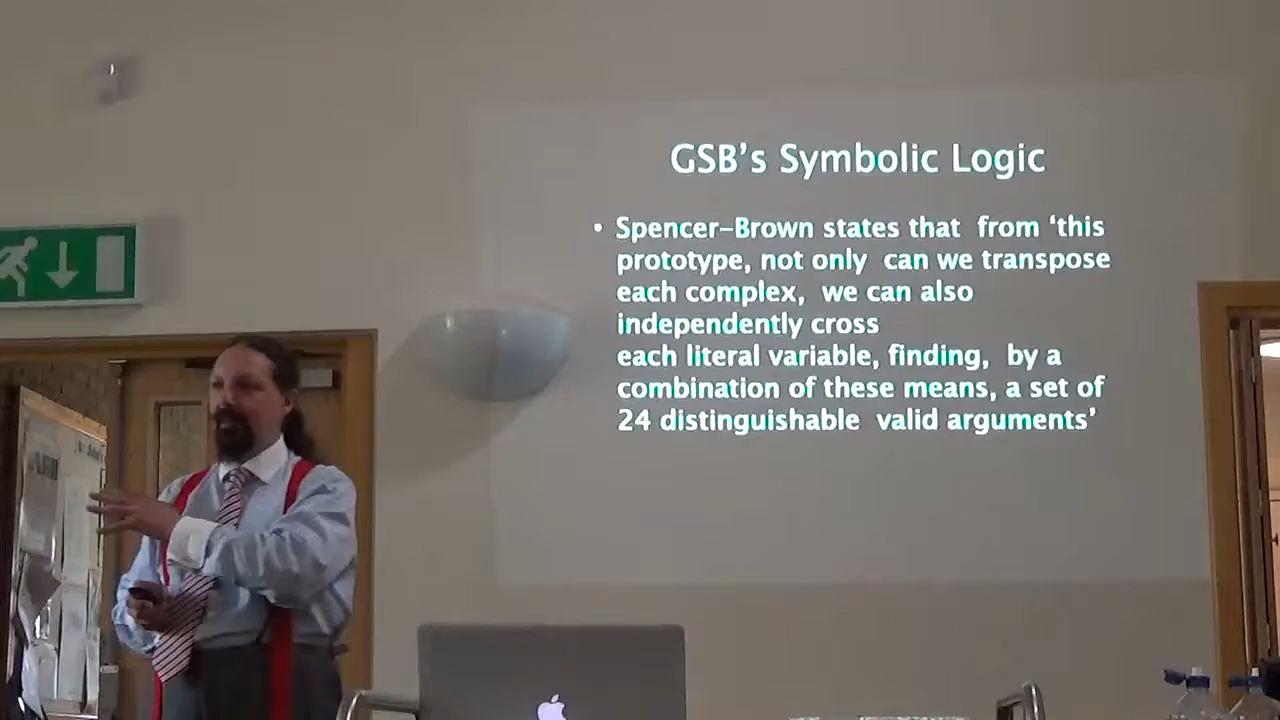 GSB’s Symbolic Logic
• Spencer-Brown states that from ‘this
prototype, not only can we transpose
each complex, we can also
independently cross
each literal variable, finding, by a
combination of these means, a set of
24 distinguishable valid arguments’